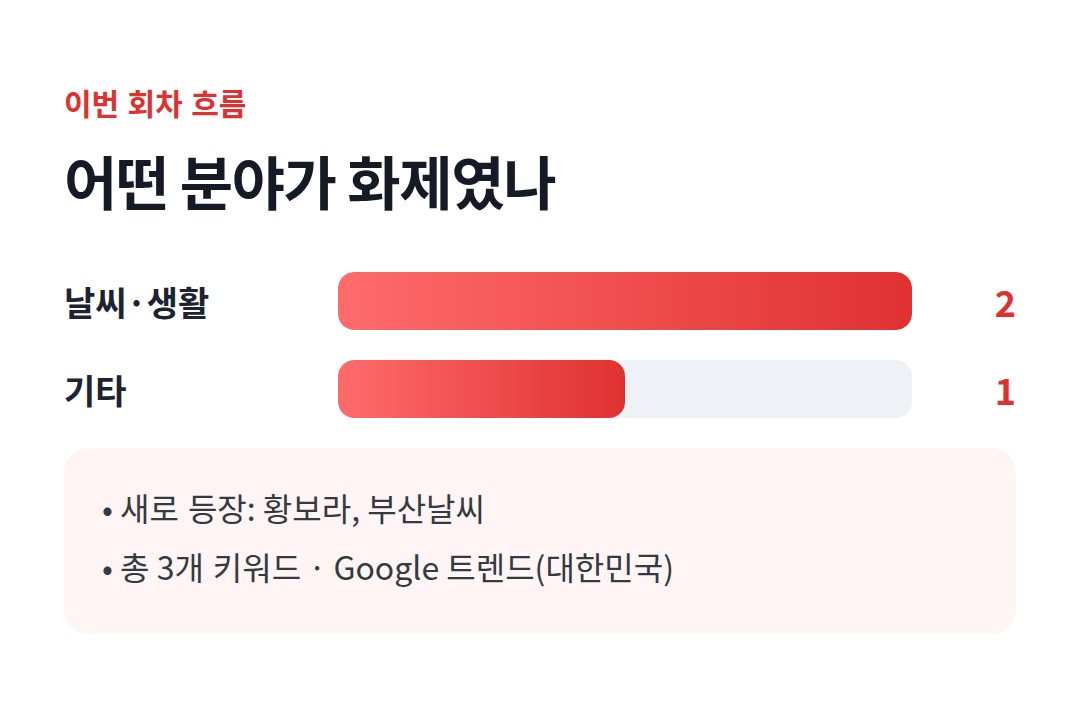 이번 회차 흐름
어떤 분야가 화제였나
날씨·생활 2
기타 1
• 새로 등장: 황보라, 부산날씨
• 총 3개 키워드 · Google 트렌드(대한민국)